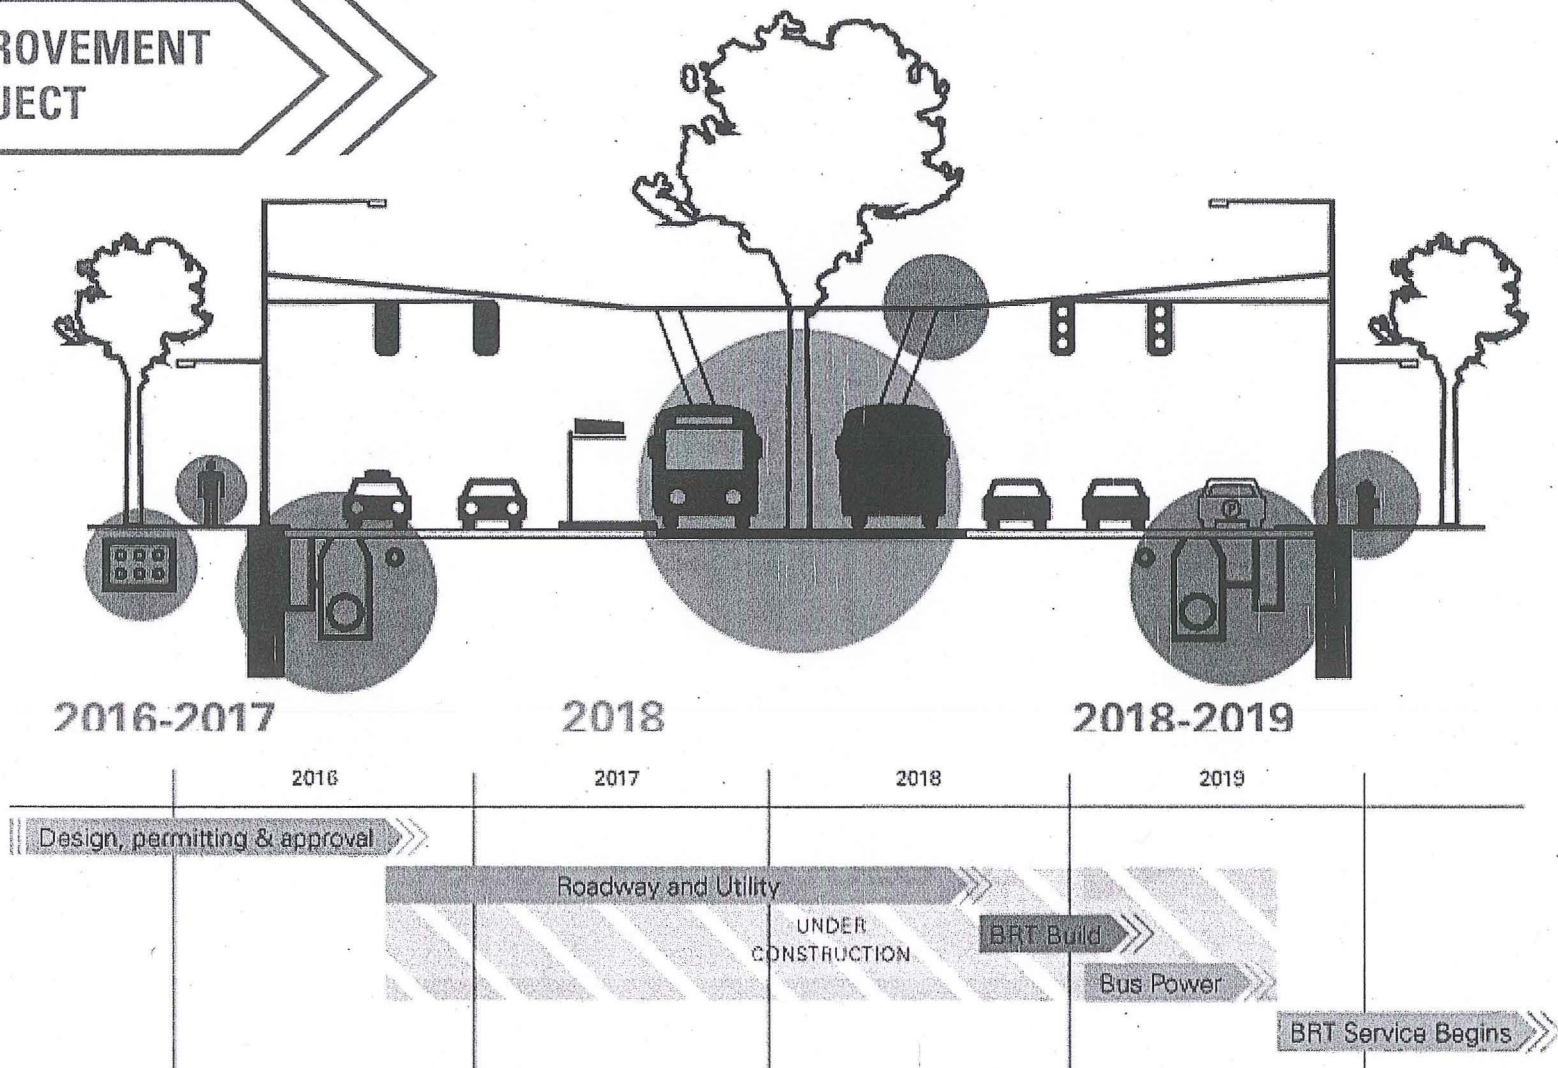 ROVEMENT
JECT
2016-2017
2018
2018-2019
2016
2017
2018
2019
Design, permitting & approval
Roadway and Utility
UNDER
CONSTRUCTION
BRT Build
Bus Power
BRT Service Begins